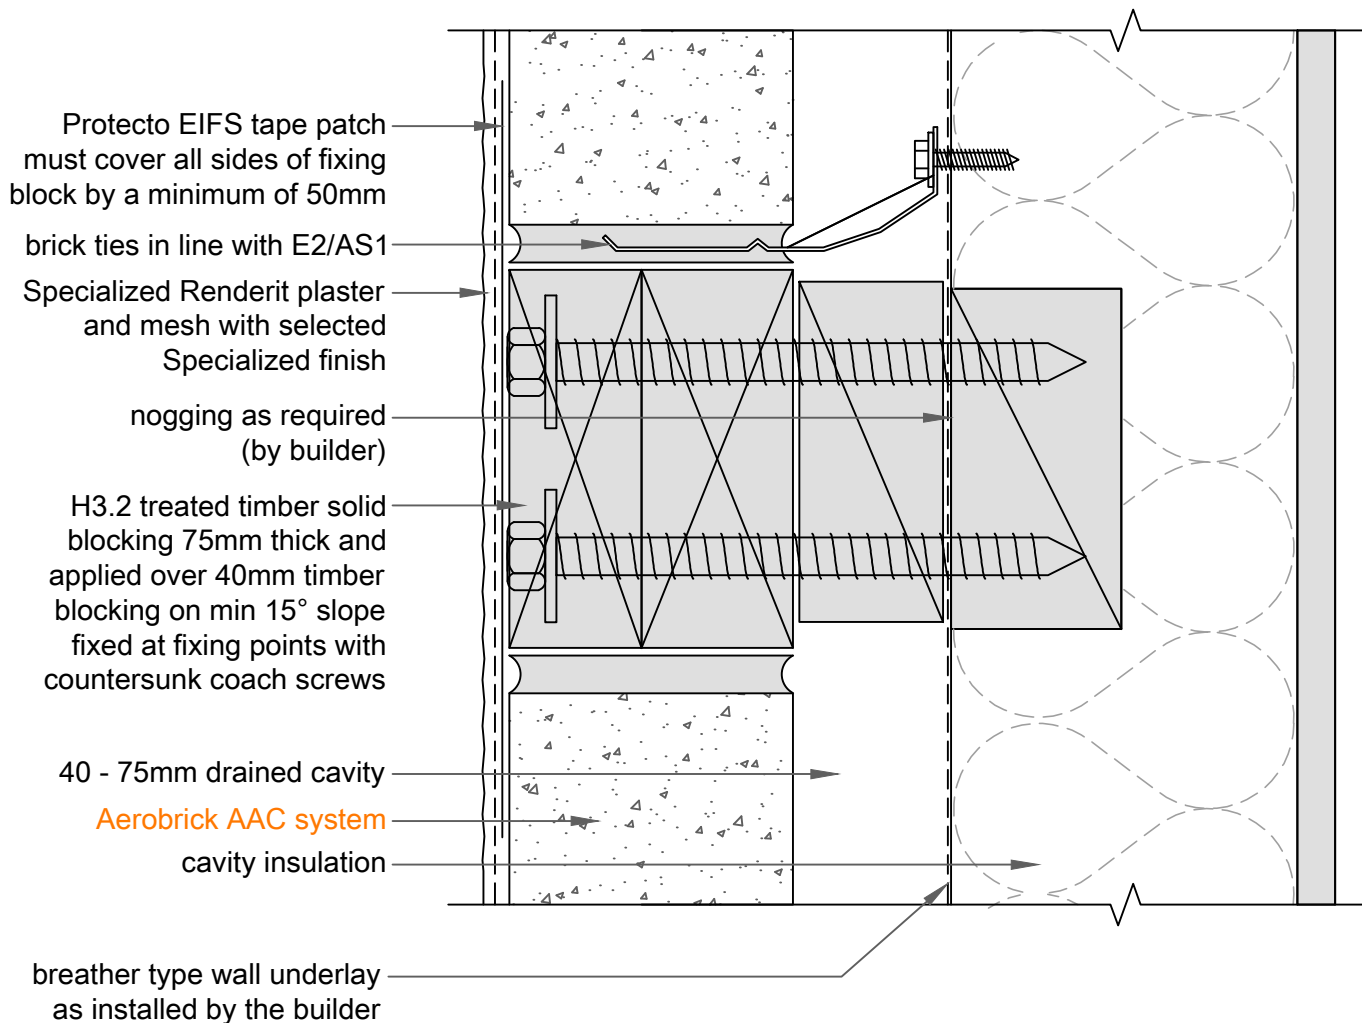 Protecto EIFS tape patch
must cover all sides of fixing
block by a minimum of 50mm
brick ties in line with E2/AS1
Specialized Renderit plaster
and mesh with selected
Specialized finish
nogging as required
(by builder)
H3.2 treated timber solid
blocking 75mm thick and
applied over 40mm timber
blocking on min 15° slope
fixed at fixing points with
countersunk coach screws
40 - 75mm drained cavity
Aerobrick AAC system
cavity insulation
breather type wall underlay
as installed by the builder